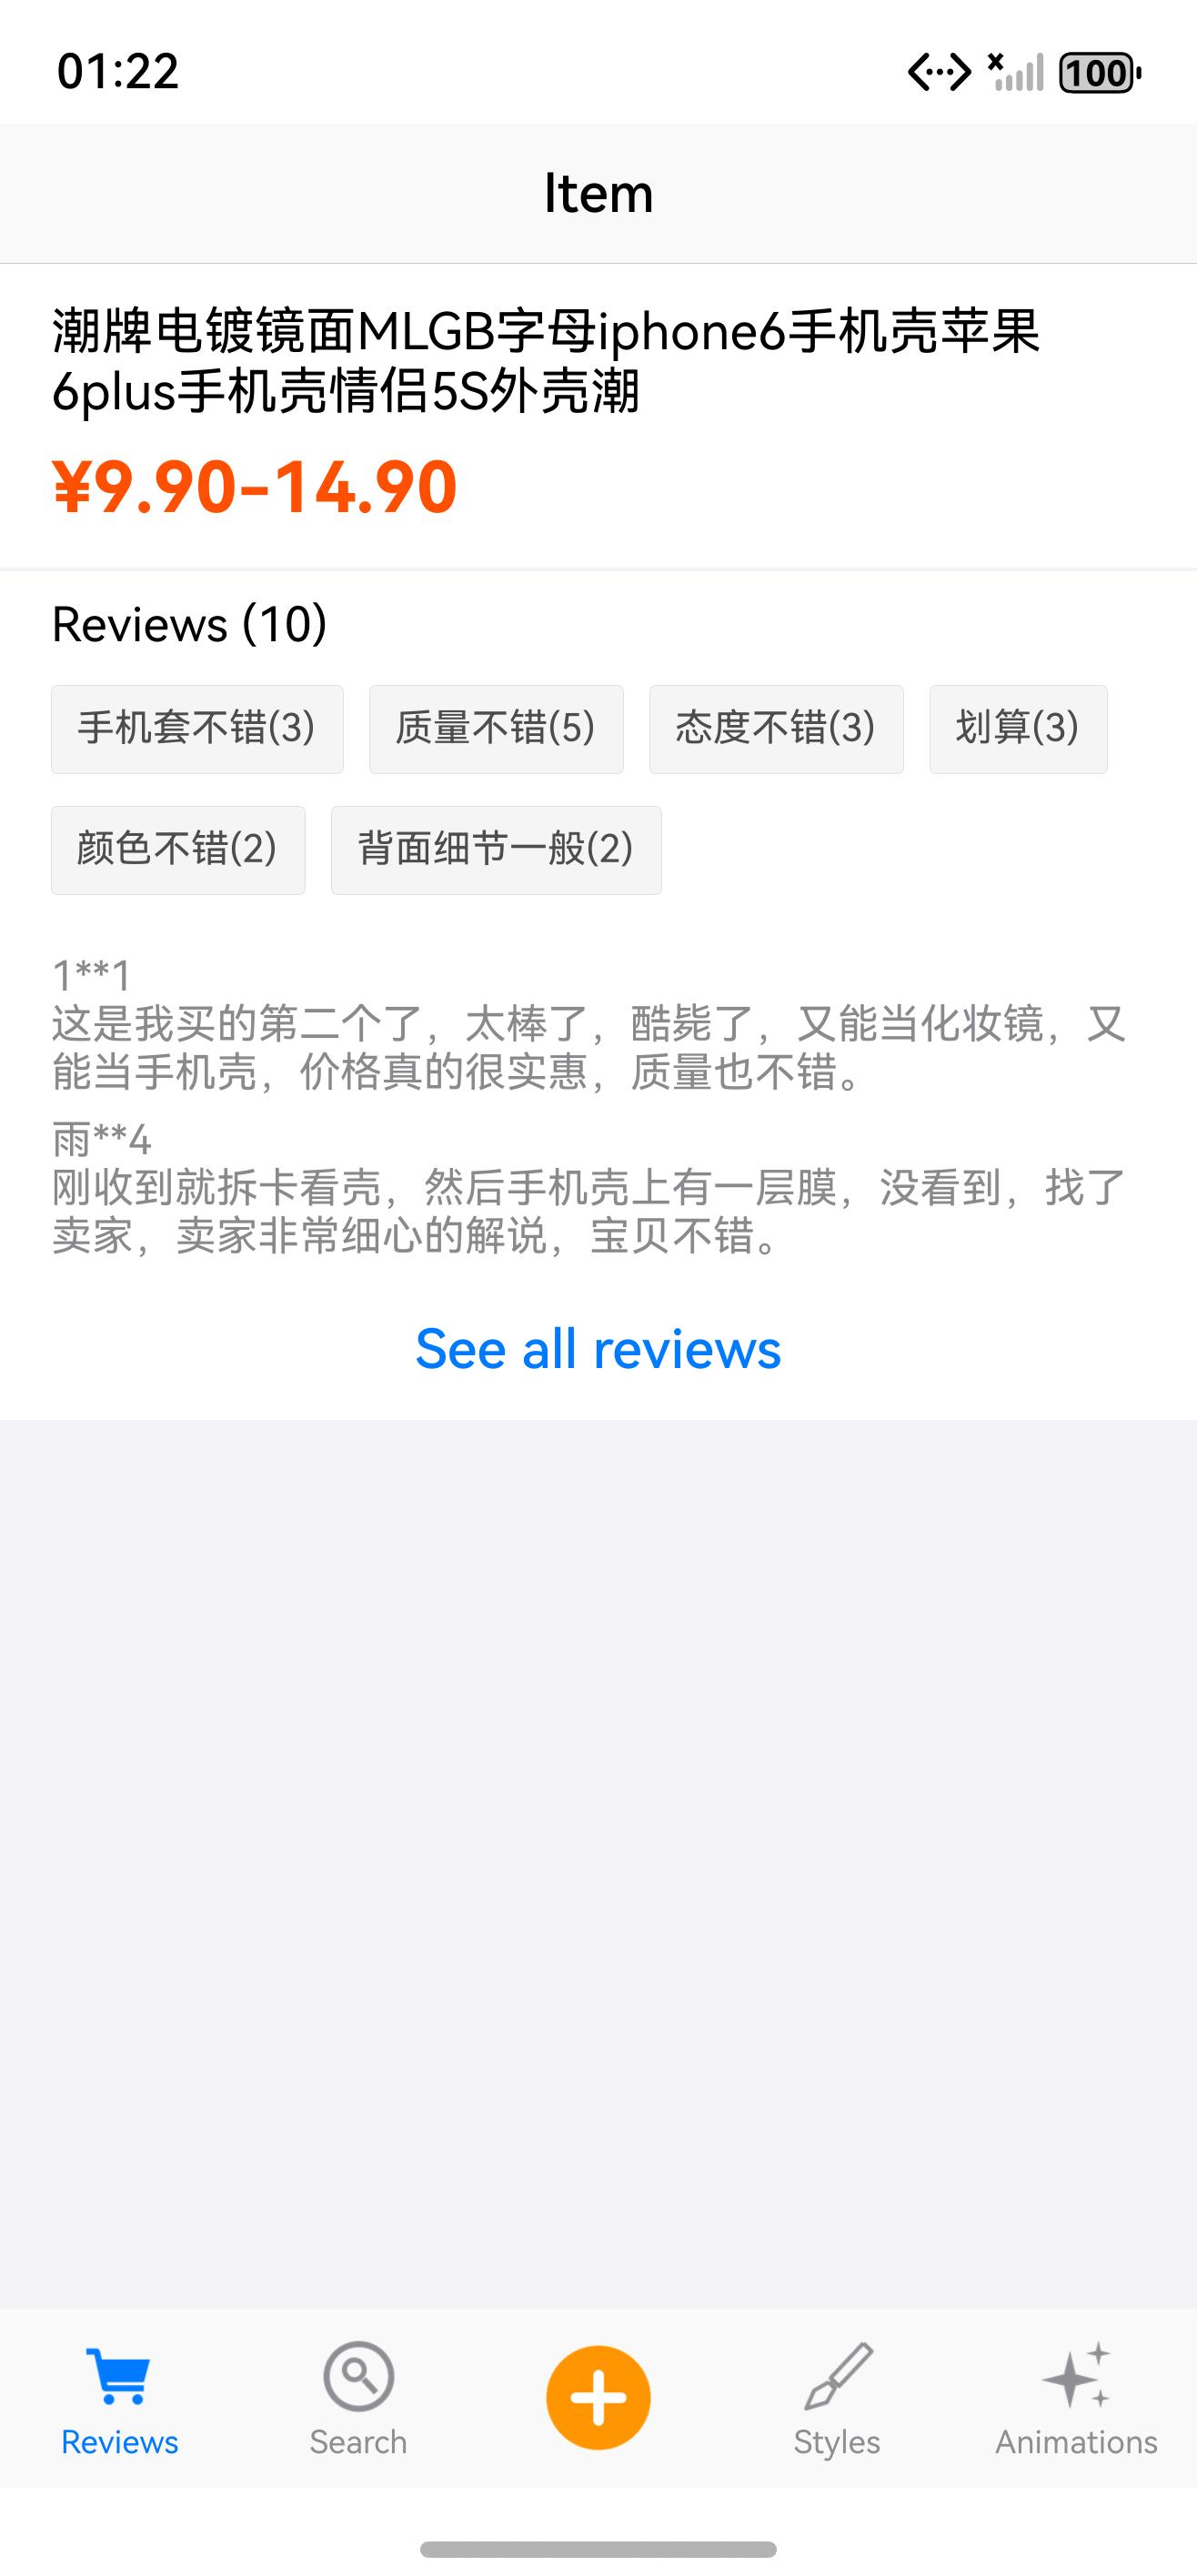 01:22
100
Item
潮牌电镀镜面MLGB字母iphone6手机壳苹果
6plus手机壳情侣5S外壳潮
¥9.90-14.90
Reviews (10)
手机套不错(3) 质量不错(5) 态度不错(3) 划算(3)
颜色不错(2) 背面细节一般(2)
1**1
这是我买的第二个了，太棒了，酷毙了，又能当化妆镜，又
能当手机壳，价格真的很实惠，质量也不错。
雨**4
刚收到就拆卡看壳，然后手机壳上有一层膜，没看到，找了
卖家，卖家非常细心的解说，宝贝不错。
See all reviews
Reviews Search Styles Animations